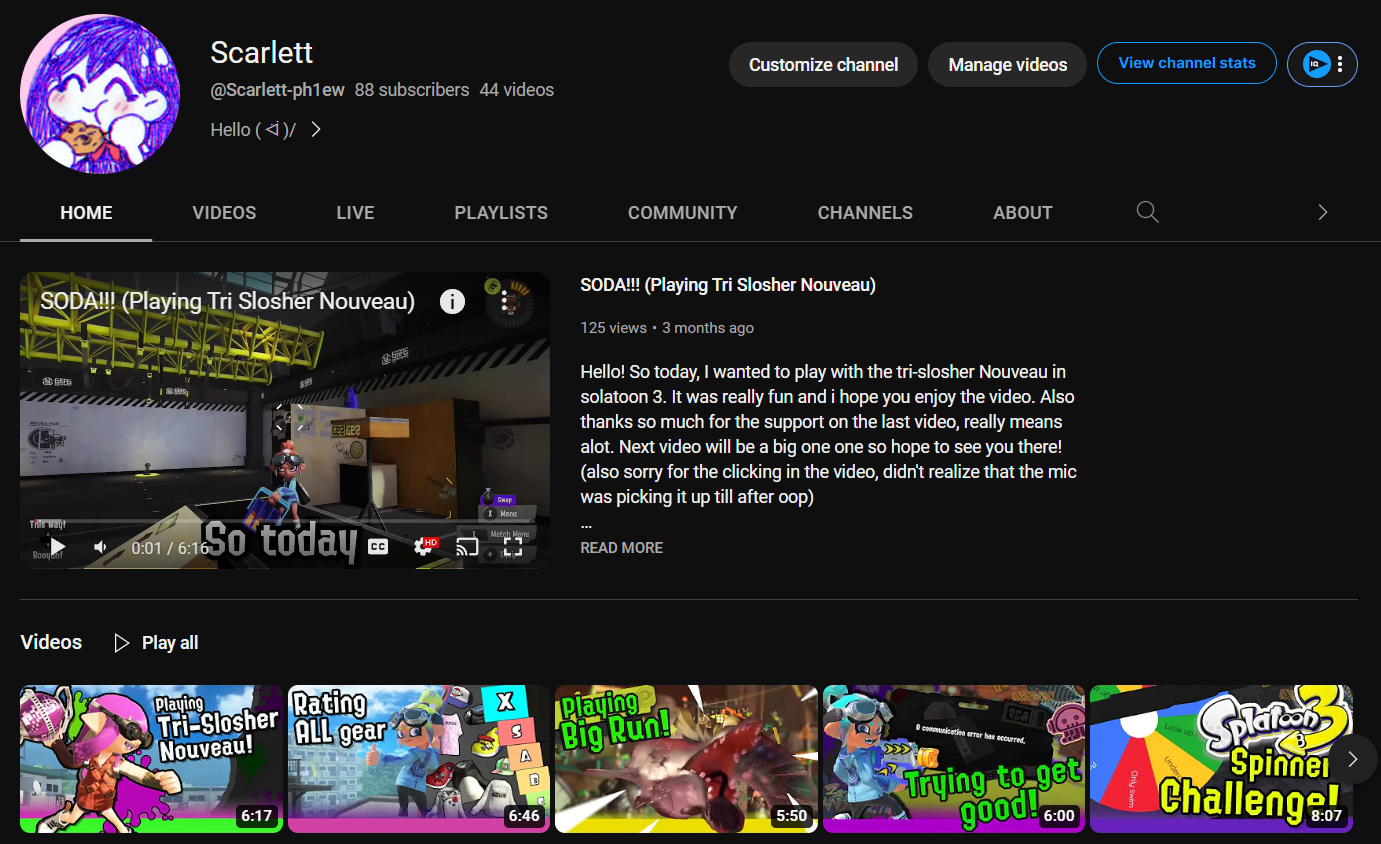 Scarlett
@Scarlett-ph1ew 88 subscribers 44 videos
Hello ( ᐛ )/
Customize channel
Manage videos
View channel stats
IQ
HOME VIDEOS LIVE PLAYLISTS COMMUNITY CHANNELS ABOUT
SODA!!! (Playing Tri Slosher Nouveau)
Swap
X Menu
This way!
Match Menu
Booyah!
So today
0:01 / 6:16
CC
HD
SODA!!! (Playing Tri Slosher Nouveau)
125 views • 3 months ago
Hello! So today, I wanted to play with the tri-slosher Nouveau in
solatoon 3. It was really fun and i hope you enjoy the video. Also
thanks so much for the support on the last video, really means
alot. Next video will be a big one one so hope to see you there!
(also sorry for the clicking in the video, didn't realize that the mic
was picking it up till after oop)
...
READ MORE
Videos
Play all
Playing
Tri-Slosher
Nouveau!
6:17
Rating
ALL gear
X
S
A
B
6:46
Playing
Big Run!
5:50
A communication error has occurred.
Trying to get
good!
6:00
Look up
Only swim
Splatoon 3
Spinner
Challenge!
8:07